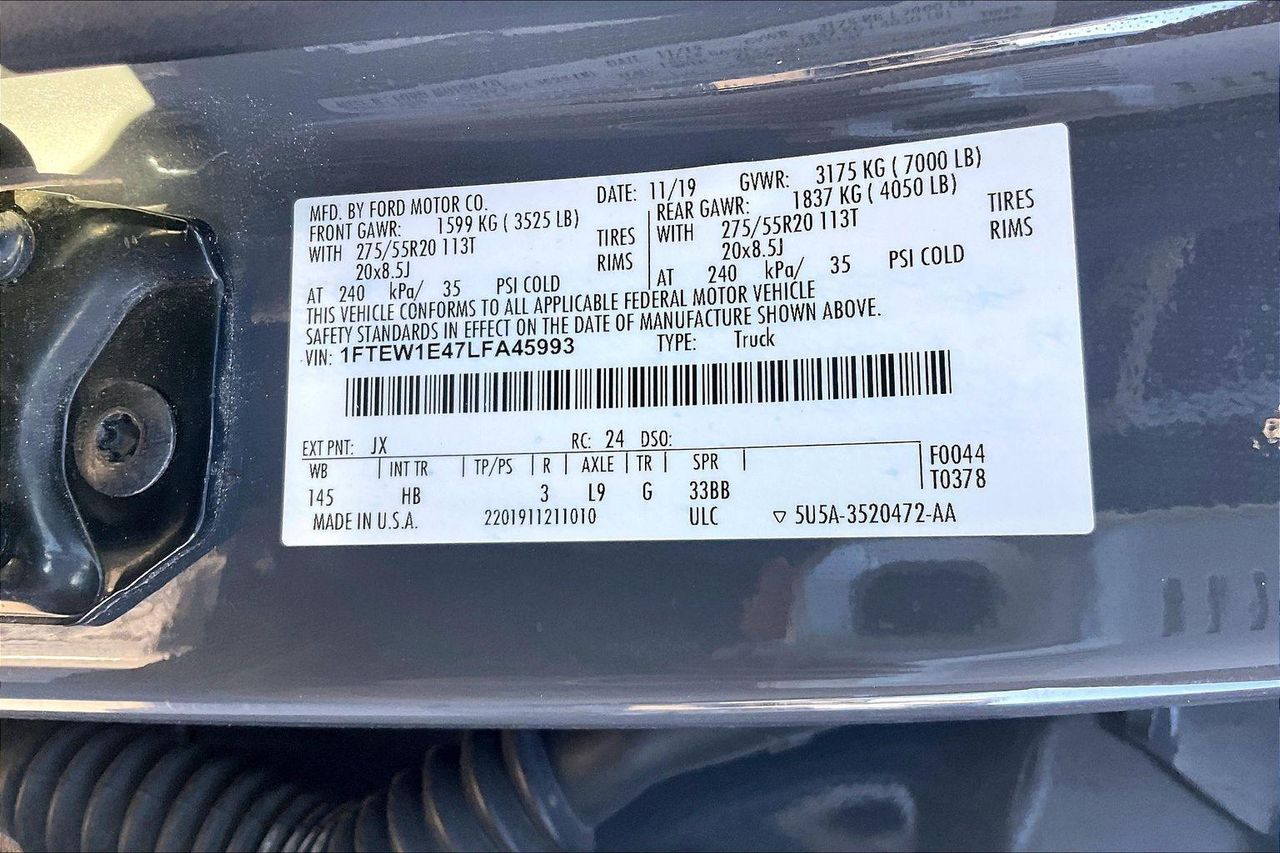 MFD. BY FORD MOTOR CO. DATE: 11/19 GVWR: 3175 KG ( 7000 LB)
FRONT GAWR: 1599 KG ( 3525 LB) REAR GAWR: 1837 KG ( 4050 LB)
WITH 275/55R20 113T TIRES WITH 275/55R20 113T TIRES
20x8.5J RIMS 20x8.5J RIMS
AT 240 kPa/ 35 PSI COLD AT 240 kPa/ 35 PSI COLD
THIS VEHICLE CONFORMS TO ALL APPLICABLE FEDERAL MOTOR VEHICLE
SAFETY STANDARDS IN EFFECT ON THE DATE OF MANUFACTURE SHOWN ABOVE.
VIN: 1FTEW1E47LFA45993 TYPE: Truck
EXT PNT: JX RC: 24 DSO:
WB INT TR TP/PS R AXLE TR SPR F0044
145 HB 3 L9 G 33BB T0378
MADE IN U.S.A. 2201911211010 ULC ▽ 5U5A-3520472-AA